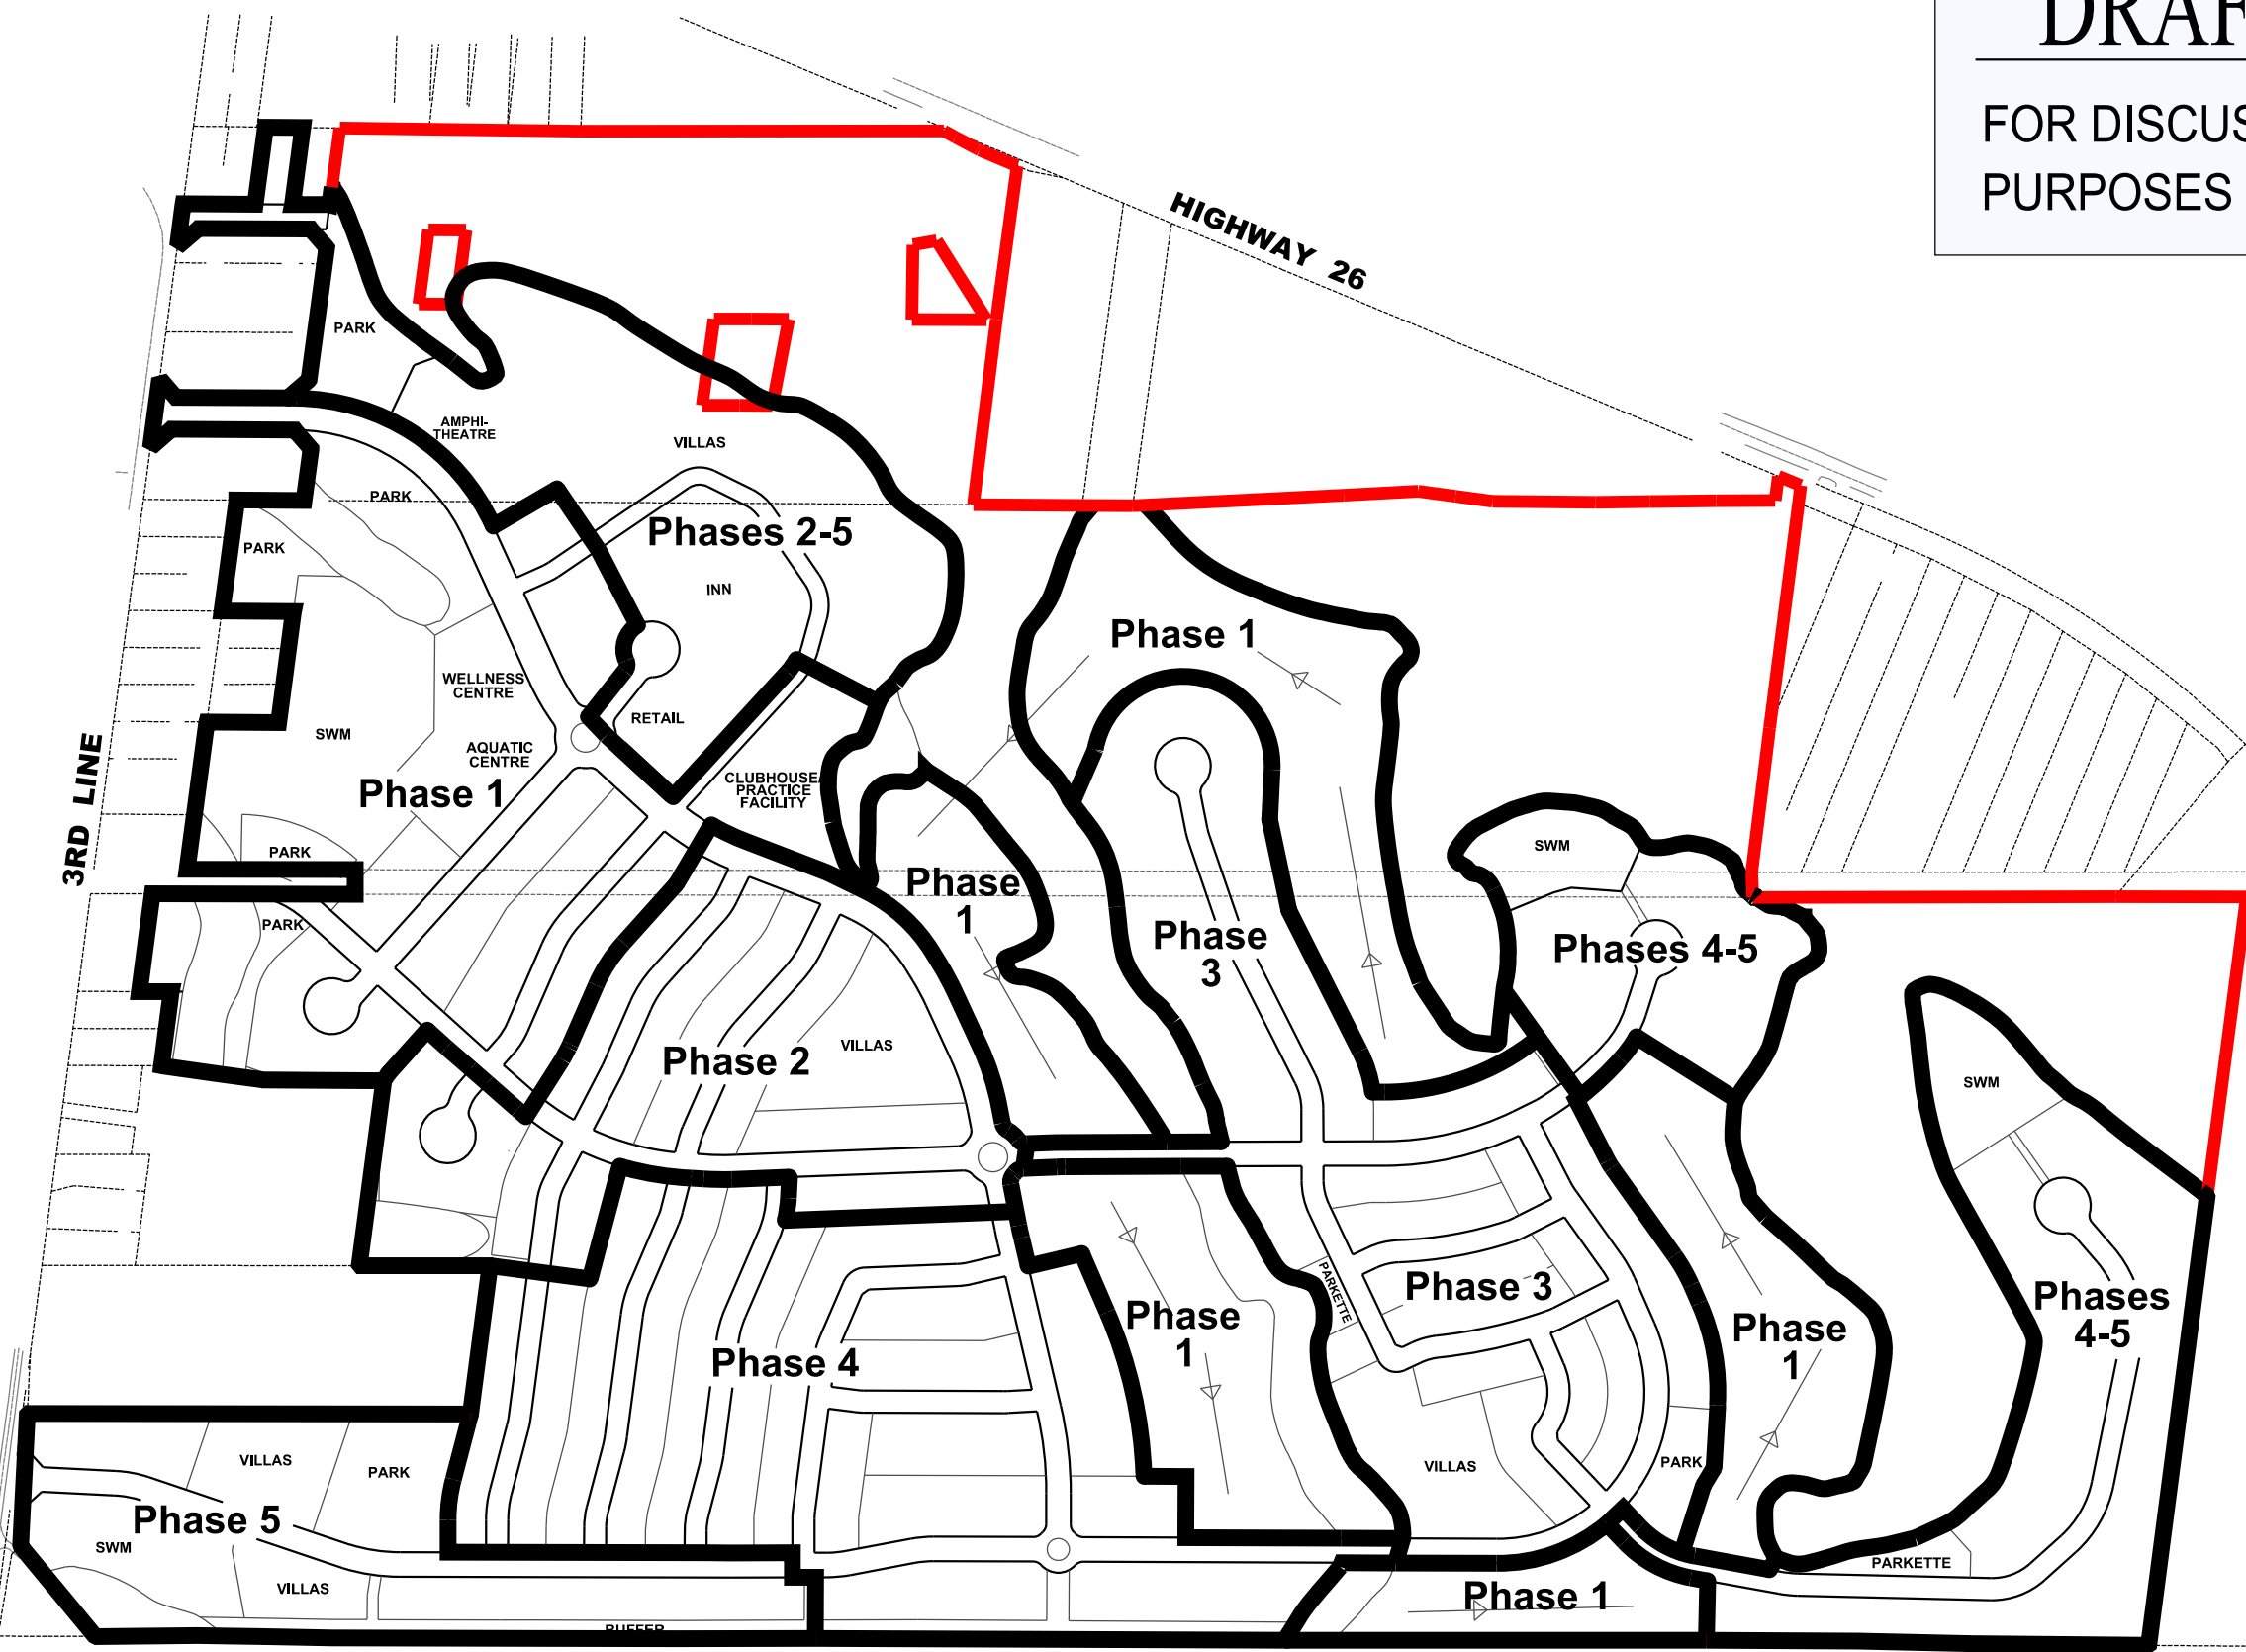 DRAF
FOR DISCUS
PURPOSES
HIGHWAY 26
PARK
AMPHI-
THEATRE
VILLAS
PARK
Phases 2-5
PARK
INN
Phase 1
WELLNESS
CENTRE
RETAIL
SWM
3RD LINE
AQUATIC
CENTRE
CLUBHOUSE/
PRACTICE
FACILITY
Phase 1
PARK
SWM
Phase
1
PARK
Phase
3
Phases 4-5
Phase 2
VILLAS
SWM
PARKETTE
Phase 3
Phases
4-5
Phase
1
Phase
1
Phase 4
VILLAS
PARK
VILLAS
PARK
Phase 5
SWM
PARKETTE
VILLAS
Phase 1
BUFFER